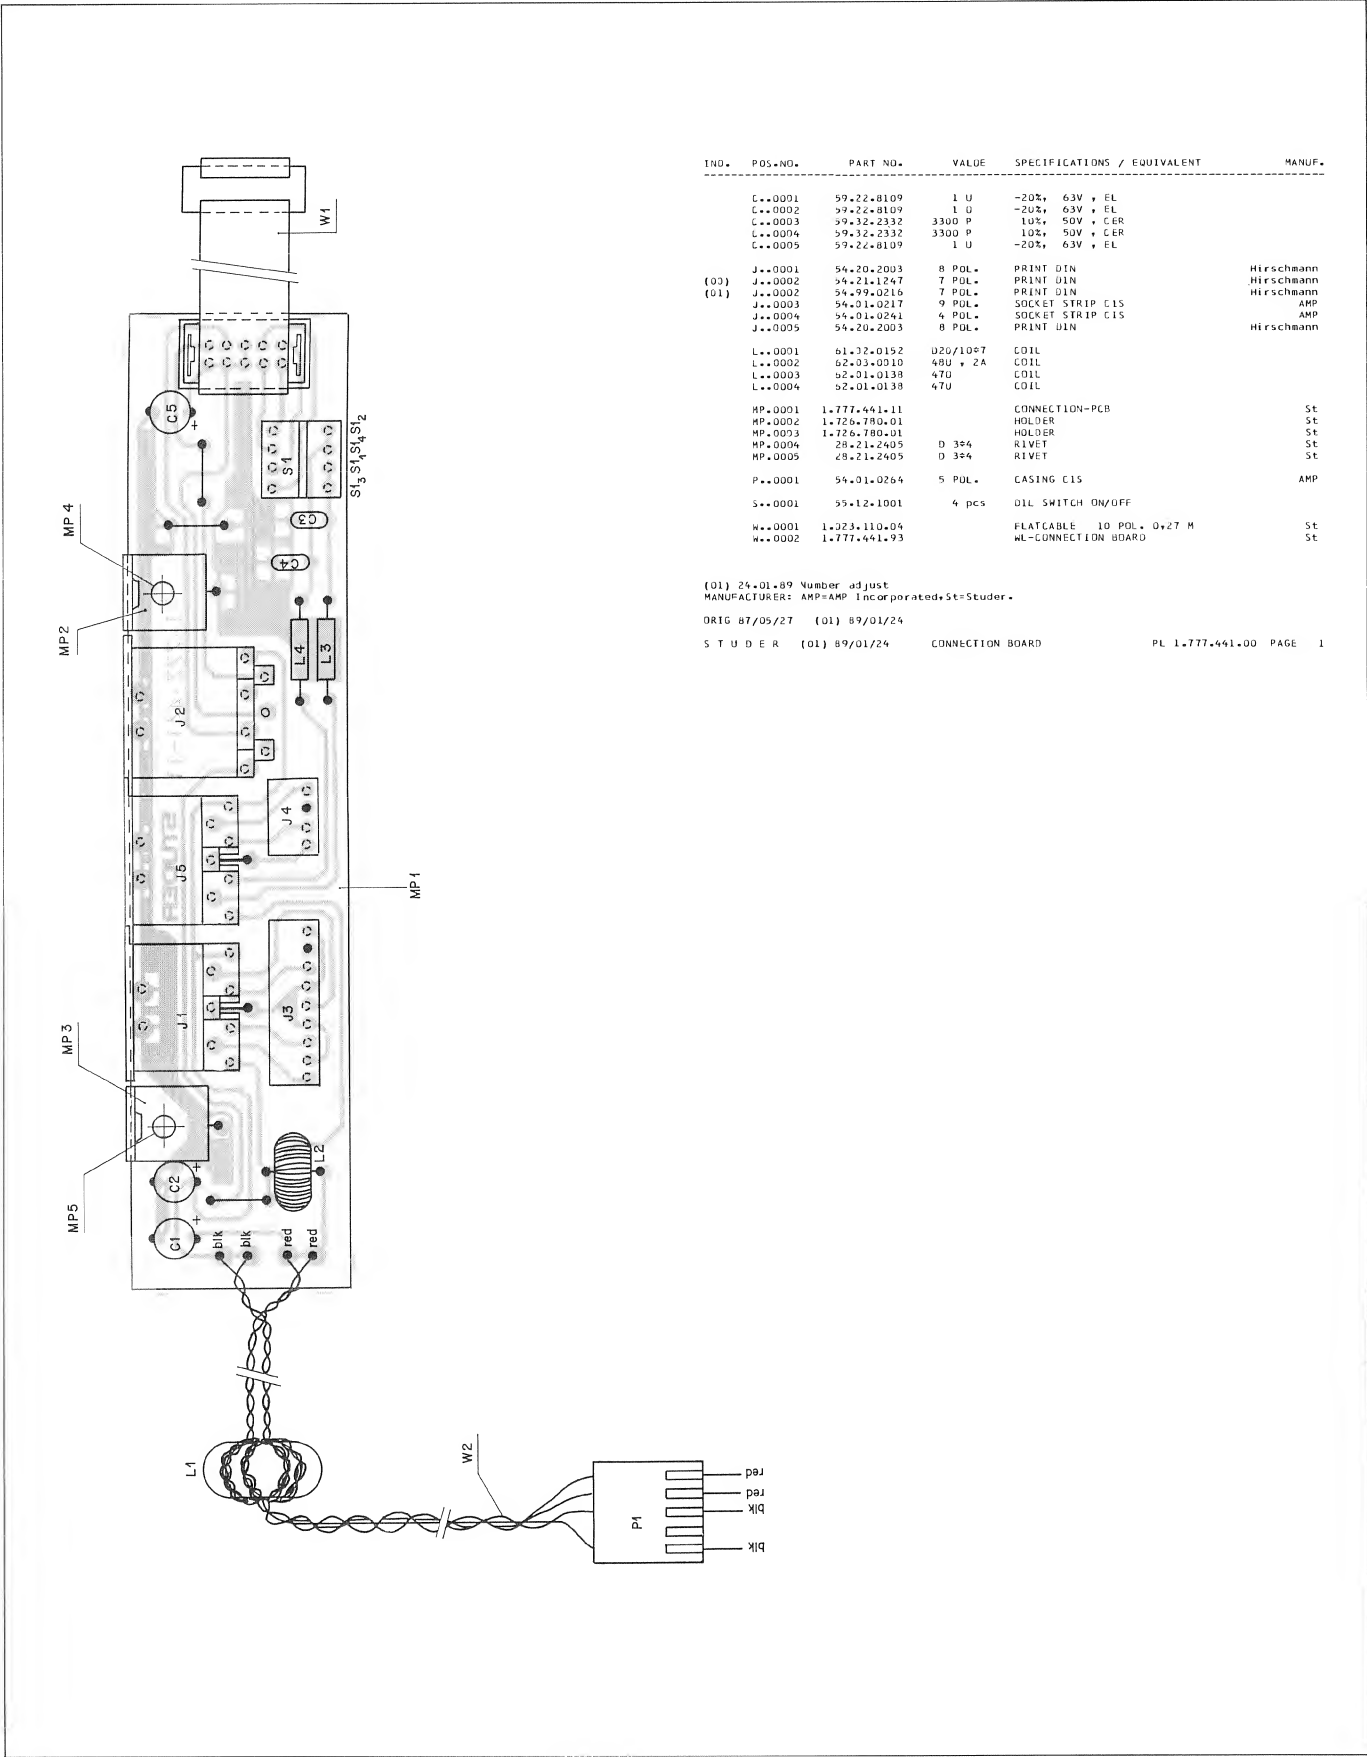 IND. POS.NO. PART NO. VALUE SPECIFICATIONS / EQUIVALENT MANUF.
C..0001 59.22.8109 1 U -20%, 63V , EL
C..0002 59.22.8109 1 U -20%, 63V , EL
C..0003 59.32.2332 3300 P 10%, 50V , CER
C..0004 59.32.2332 3300 P 10%, 50V , CER
C..0005 59.22.8109 1 U -20%, 63V , EL
J..0001 54.20.2003 8 POL. PRINT DIN Hirschmann
(00) J..0002 54.21.1247 7 POL. PRINT DIN Hirschmann
(01) J..0002 54.99.0216 7 POL. PRINT DIN Hirschmann
J..0003 54.01.0217 9 POL. SOCKET STRIP CIS AMP
J..0004 54.01.0241 4 POL. SOCKET STRIP CIS AMP
J..0005 54.20.2003 8 POL. PRINT DIN Hirschmann
L..0001 61.02.0152 D20/10*7 COIL
L..0002 62.03.0010 48U , 2A COIL
L..0003 62.01.0138 47U COIL
L..0004 62.01.0138 47U COIL
MP.0001 1.777.441.11 CONNECTION-PCB St
MP.0002 1.726.780.01 HOLDER St
MP.0003 1.726.780.01 HOLDER St
MP.0004 28.21.2405 D 3*4 RIVET St
MP.0005 28.21.2405 D 3*4 RIVET St
P..0001 54.01.0264 5 POL. CASING CIS AMP
S..0001 55.12.1001 4 pcs DIL SWITCH ON/OFF
W..0001 1.023.110.04 FLATCABLE 10 POL. 0,27 M St
W..0002 1.777.441.93 WL-CONNECTION BOARD St
(01) 24.01.89 Number adjust
MANUFACTURER: AMP=AMP Incorporated,St=Studer.
ORIG 87/05/27 (01) 89/01/24
S T U D E R (01) 89/01/24 CONNECTION BOARD PL 1.777.441.00 PAGE 1
W1
C5
S1
S1₃ S1₁ S1₄ S1₂
C3
C4
MP4
MP2
L4
L3
J2
J4
J5
STUDER
MP1
J1
J3
MP3
MP5
L2
C2
C1
blk
blk
red
red
L1
W2
P1
red
red
blk
blk